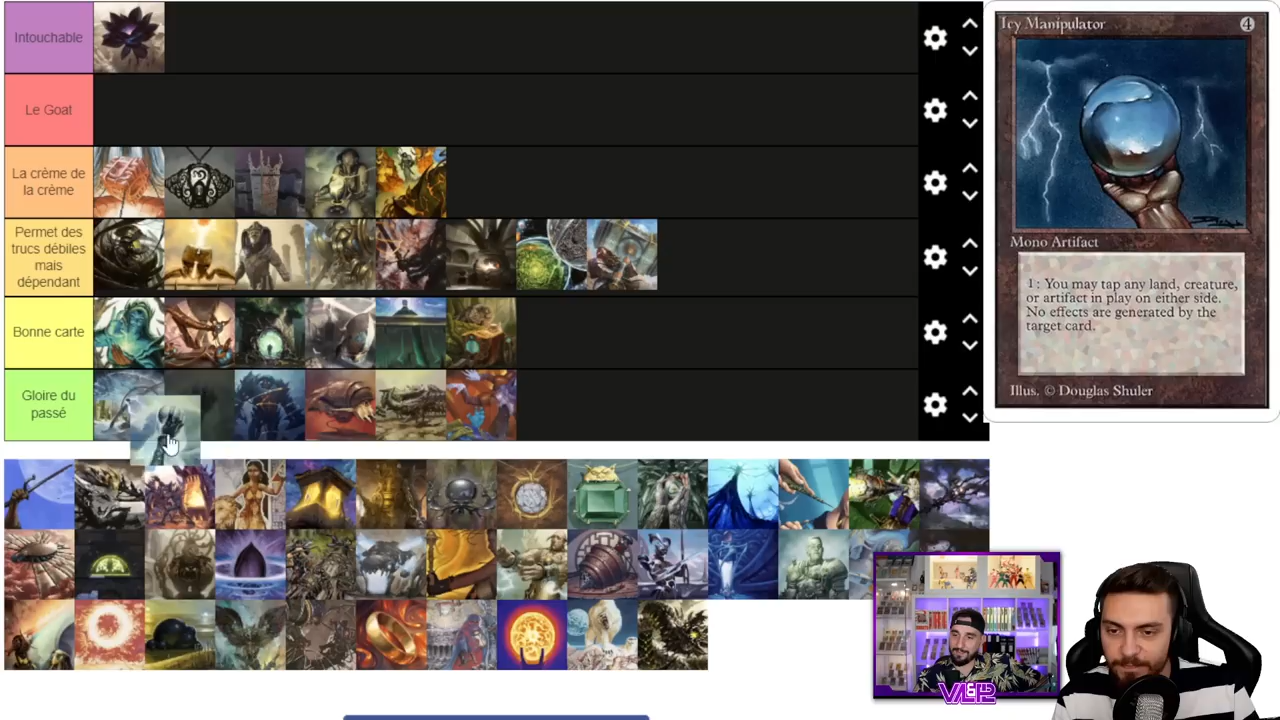 Intouchable
Le Goat
La crème de
la crème
Permet des
trucs débiles
mais
dépendant
Bonne carte
Gloire du
passé
Icy Manipulator 4
Mono Artifact
1: You may tap any land, creature,
or artifact in play on either side.
No effects are generated by the
target card.
Illus. © Douglas Shuler